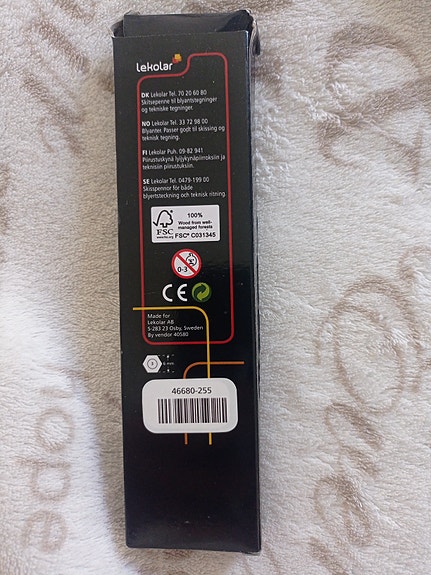 Lekolar
DK Lekolar Tel. 70 20 60 80
Skitsepenne til blyantstegninger
og tekniske tegninger.
NO Lekolar Tel. 33 72 98 00
Blyanter. Passer godt til skissing og
teknisk tegning.
FI Lekolar Puh. 09-82 941
Piirustuskynä lyijykynäpiirroksiin ja
teknisiin piirustuksiin.
SE Lekolar Tel. 0479-199 00
Skisspennor för både
blyertsteckning och teknisk ritning.
FSC
www.fsc.org
100%
Wood from well-
managed forests
FSC® C031345
0-3
CE
Made for
Lekolar AB
S-283 23 Osby, Sweden
By vendor 40580
46680-255
ope